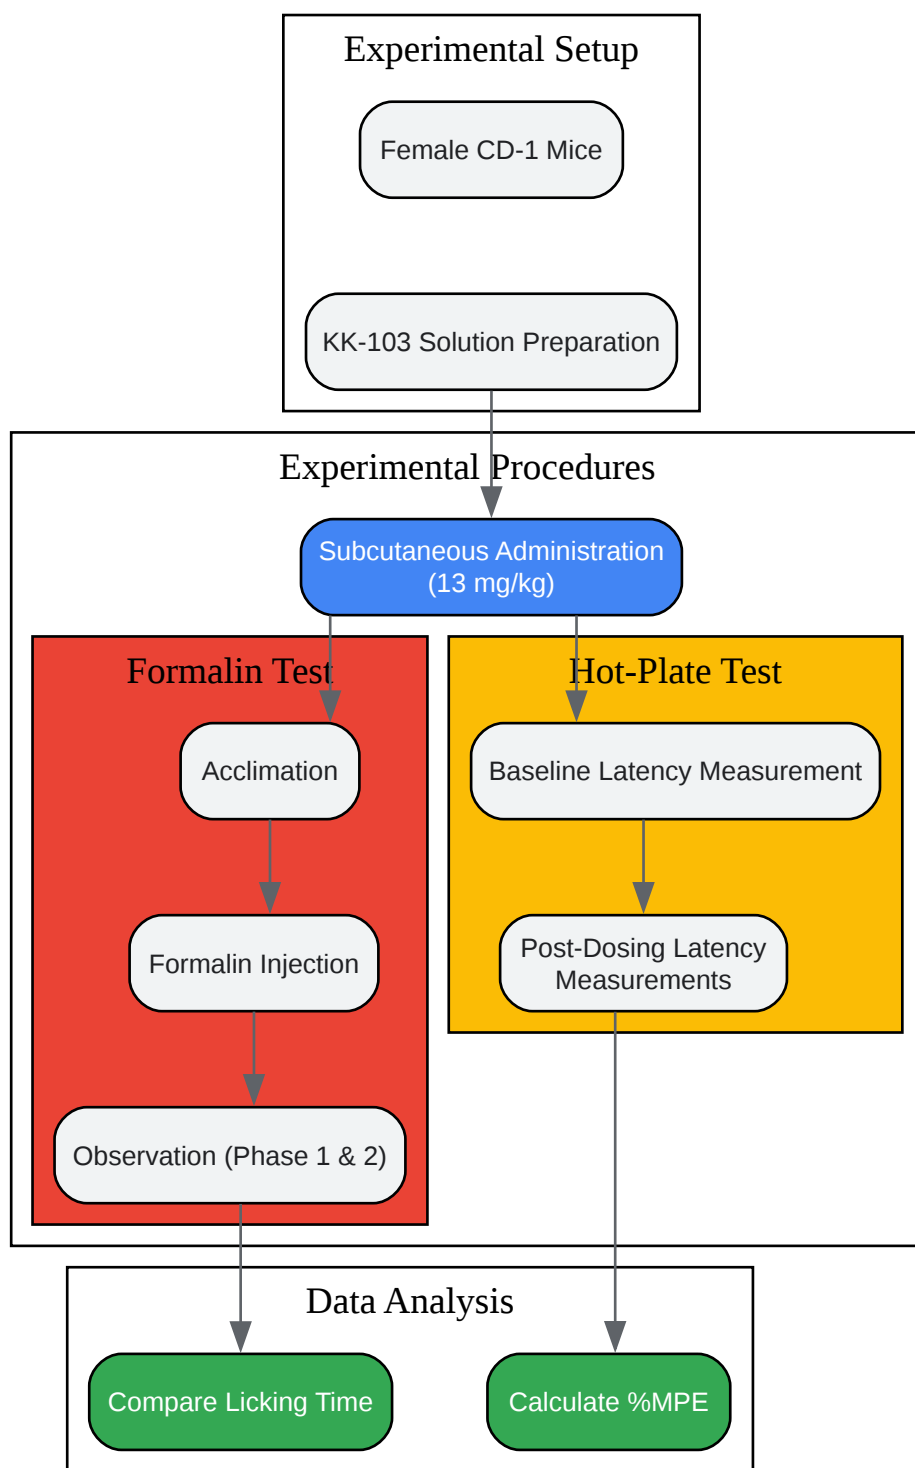 Experimental Setup
Female CD-1 Mice
KK-103 Solution Preparation
Experimental Procedures
Subcutaneous Administration
(13 mg/kg)
Formalin Test
Hot-Plate Test
Acclimation
Baseline Latency Measurement
Formalin Injection
Post-Dosing Latency
Measurements
Observation (Phase 1 & 2)
Data Analysis
Compare Licking Time
Calculate %MPE